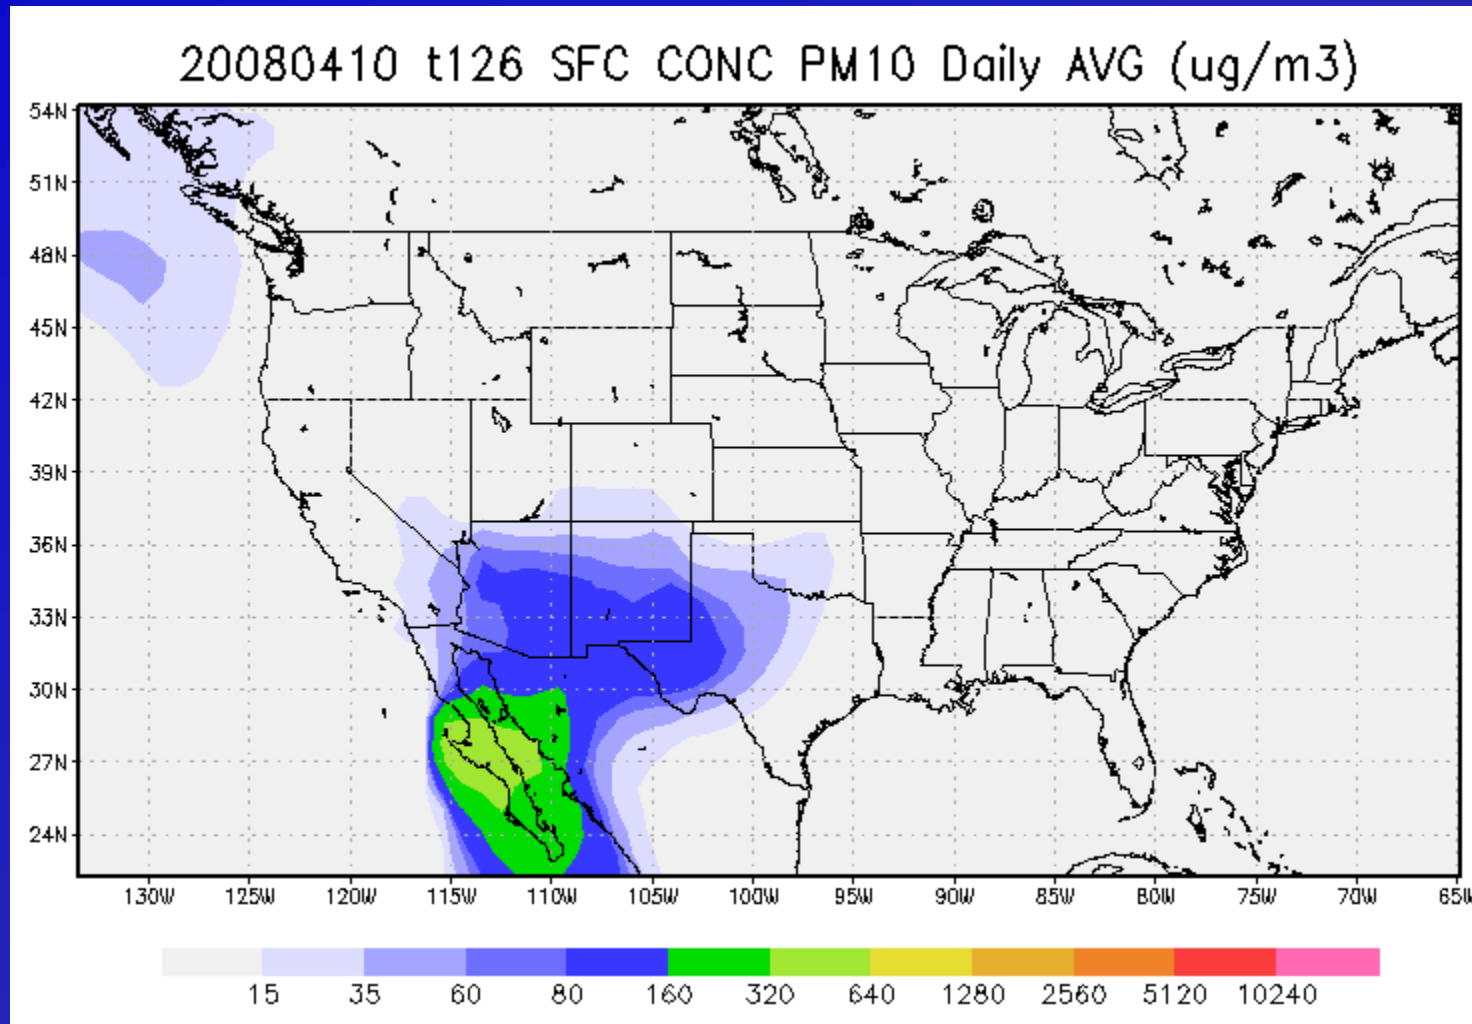 20080410 t126 SFC CONC PM10 Daily AVG (ug/m3)
54N
51N
48N
45N
42N
39N
36N
33N
30N
27N
24N
130W 125W 120W 115W 110W 105W 100W 95W 90W 85W 80W 75W 70W 65W
15 35 60 80 160 320 640 1280 2560 5120 10240